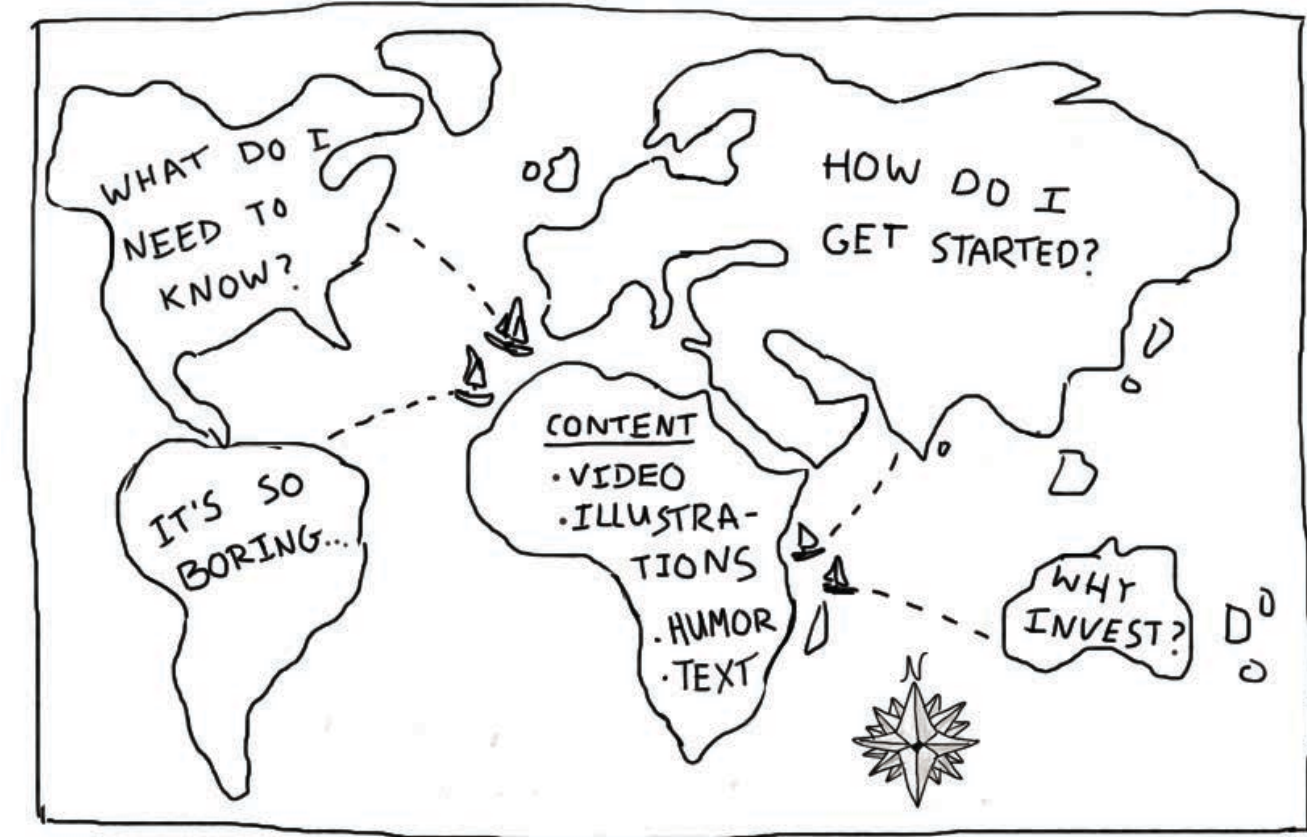 WHAT DO I
NEED TO
KNOW?
HOW DO I
GET STARTED?
IT'S SO
BORING...
CONTENT
· VIDEO
· ILLUSTRA-
TIONS
· HUMOR
· TEXT
WHY
INVEST?
N